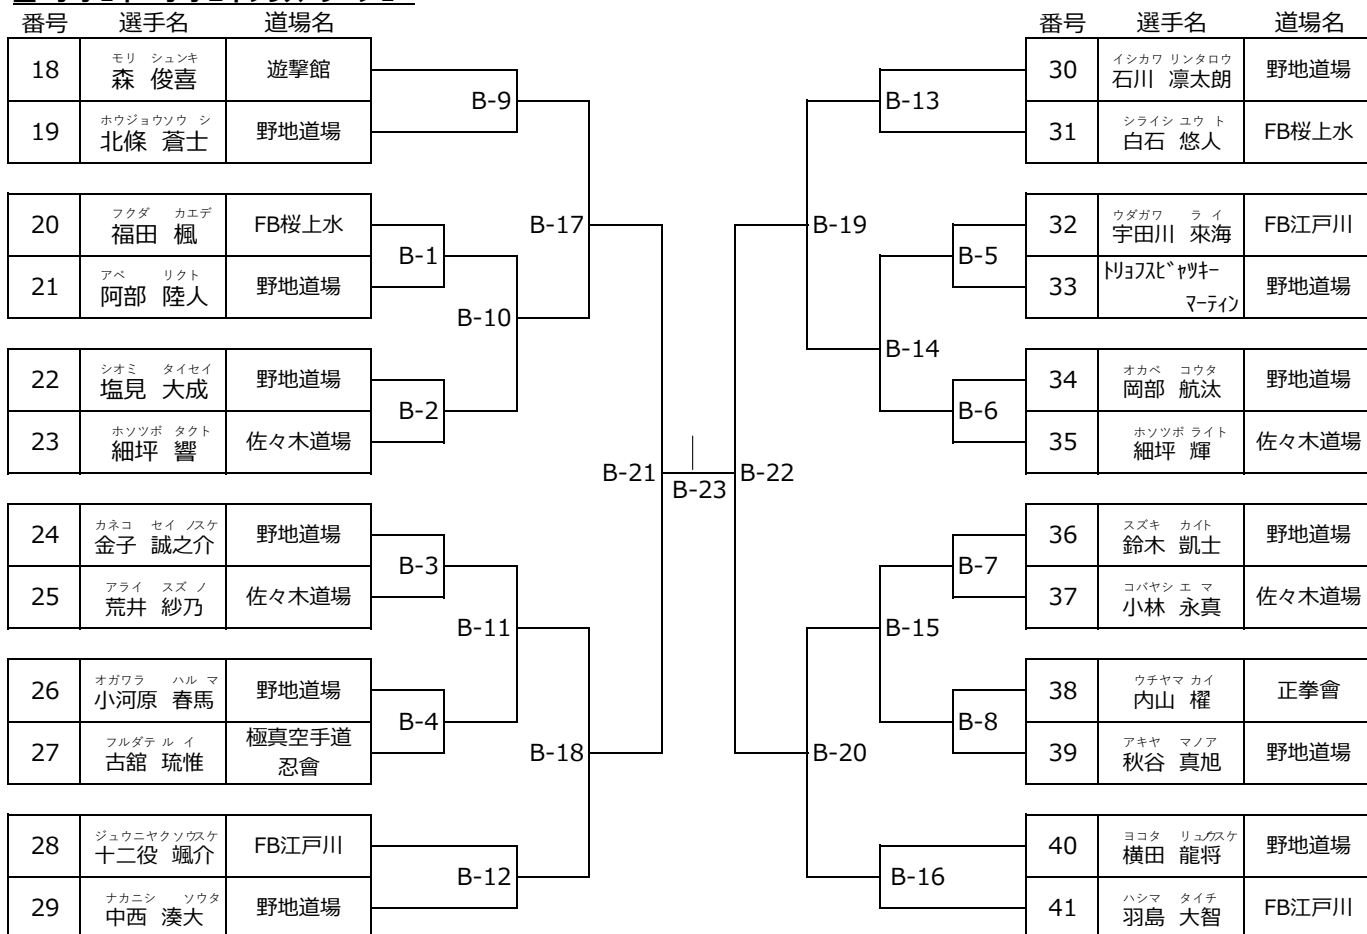 番号 選手名 道場名
18 モリ シュンキ 遊撃館
森 俊喜
19 ホウジョウソウ シ 野地道場
北條 蒼士
B-9
20 フクダ カエデ FB桜上水
福田 楓
B-1
21 アベ リクト 野地道場
阿部 陸人
B-17
B-10
22 シオミ タイセイ 野地道場
塩見 大成
B-2
23 ホソツボ タクト 佐々木道場
細坪 響
B-21
B-23
24 カネコ セイ ノスケ 野地道場
金子 誠之介
B-3
25 アライ スズ ノ 佐々木道場
荒井 紗乃
B-11
26 オガワラ ハル マ 野地道場
小河原 春馬
B-4
27 フルダテ ル イ 極真空手道
古舘 琉惟 忍會
B-18
28 ジュウニヤクソウスケ FB江戸川
十二役 颯介
B-12
29 ナカニシ ソウタ 野地道場
中西 湊大
番号 選手名 道場名
30 イシカワ リンタロウ 野地道場
石川 凛太朗
B-13
31 シライシ ユウ ト FB桜上水
白石 悠人
B-19
32 ウダガワ ラ イ FB江戸川
宇田川 來海
B-5
33 トリョフスビャツキー 野地道場
マーティン
B-14
34 オカベ コウタ 野地道場
岡部 航汰
B-6
35 ホソツボ ライト 佐々木道場
細坪 輝
B-22
36 スズキ カイト 野地道場
鈴木 凱士
B-7
37 コバヤシ エ マ 佐々木道場
小林 永真
B-15
38 ウチヤマ カイ 正拳會
内山 櫂
B-8
39 アキヤ マノア 野地道場
秋谷 真旭
B-20
40 ヨコタ リュウスケ 野地道場
横田 龍将
B-16
41 ハシマ タイチ FB江戸川
羽島 大智